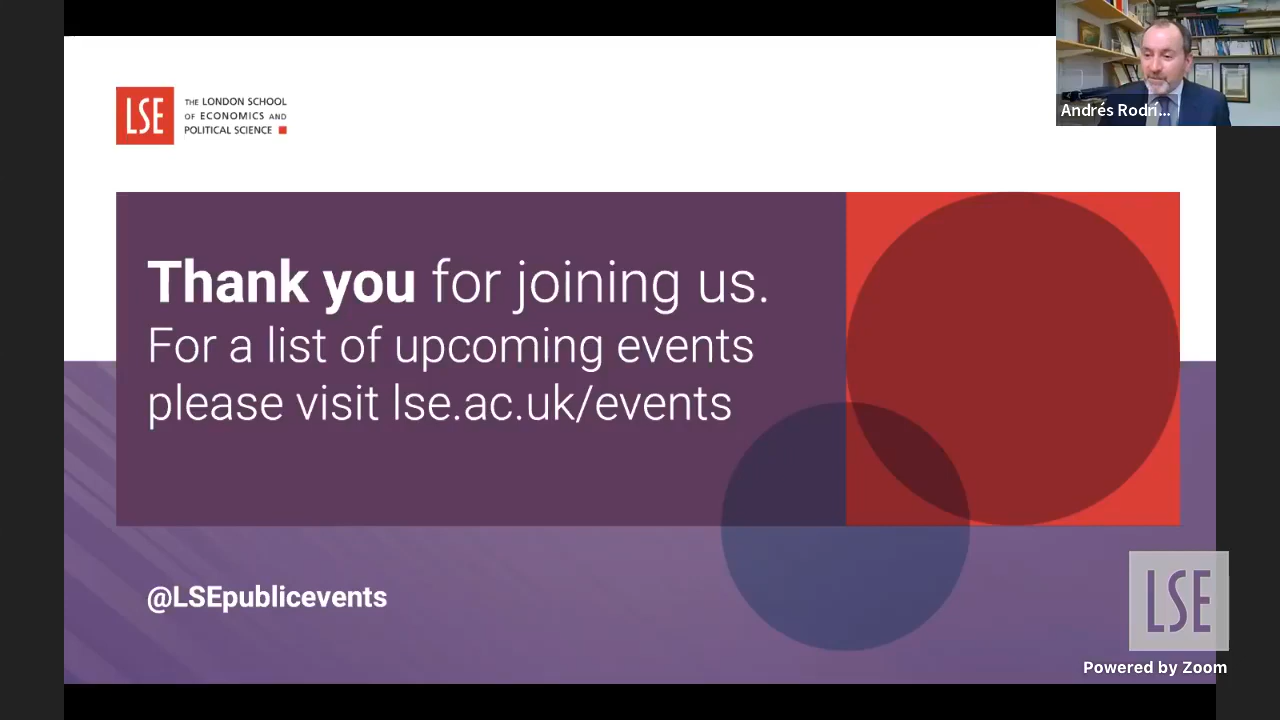 LSE
THE LONDON SCHOOL
OF ECONOMICS AND
POLITICAL SCIENCE
Andrés Rodrí...
Thank you for joining us.
For a list of upcoming events
please visit lse.ac.uk/events
@LSEpublicevents
LSE
Powered by Zoom